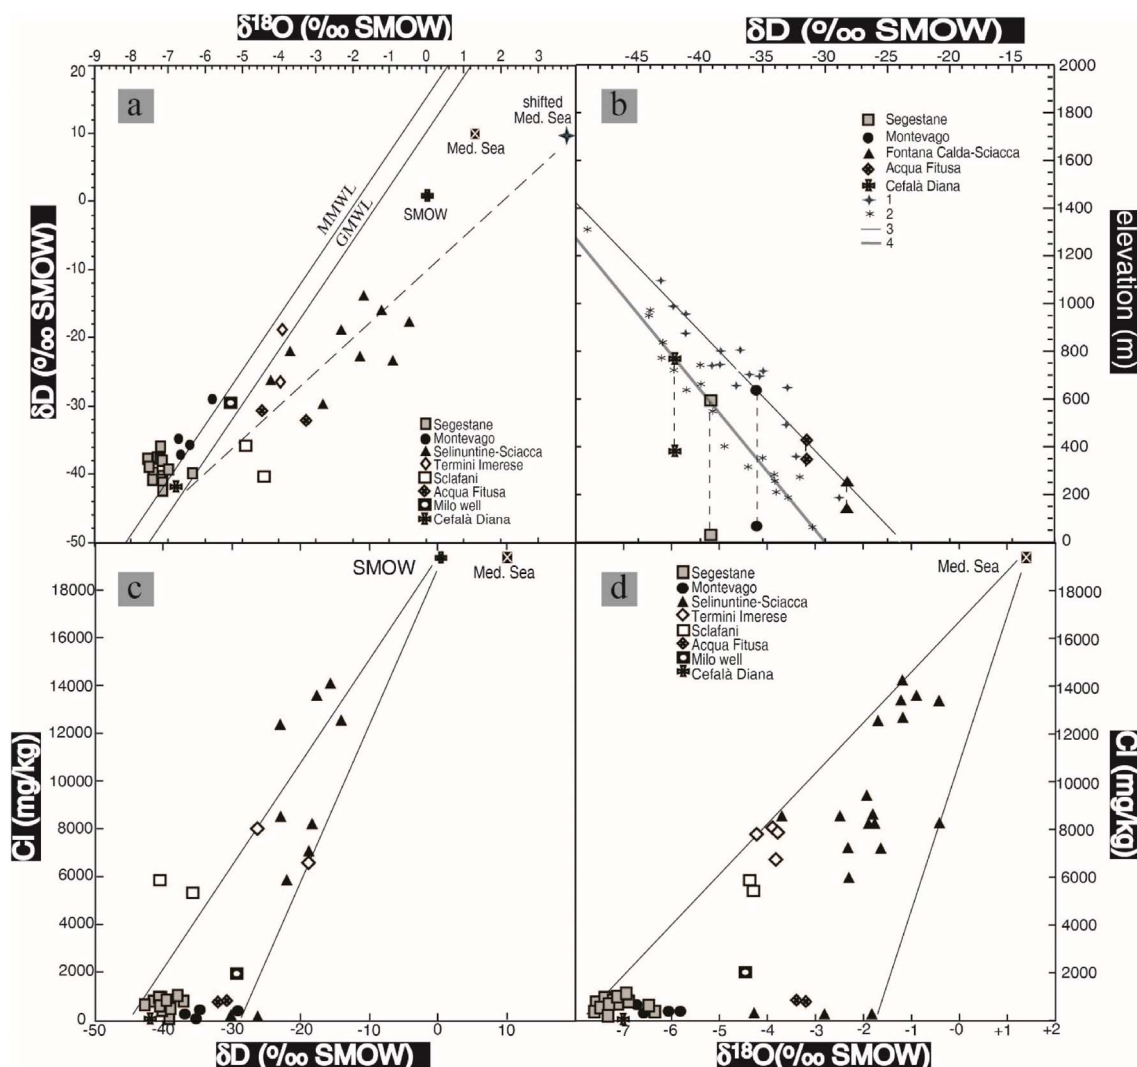 δ18O (‰ SMOW)
-9 -8 -7 -6 -5 -4 -3 -2 -1 0 1 2 3
20
10
0
-10
-20
-30
-40
-50
δD (‰ SMOW)
a
MMWL
GMWL
shifted
Med. Sea
Med. Sea
SMOW
Segestane
Montevago
Selinuntine-Sciacca
Termini Imerese
Sclafani
Acqua Fitusa
Milo well
Cefalà Diana
δD (‰ SMOW)
-45 -40 -35 -30 -25 -20 -15
b
Segestane
Montevago
Fontana Calda-Sciacca
Acqua Fitusa
Cefalà Diana
1
2
3
4
2000
1800
1600
1400
1200
1000
800
600
400
200
0
elevation (m)
c
SMOW
Med. Sea
18000
16000
14000
12000
10000
8000
6000
4000
2000
0
Cl (mg/kg)
-50 -40 -30 -20 -10 0 10
δD (‰ SMOW)
d
Med. Sea
Segestane
Montevago
Selinuntine-Sciacca
Termini Imerese
Sclafani
Acqua Fitusa
Milo well
Cefalà Diana
18000
16000
14000
12000
10000
8000
6000
4000
2000
0
Cl (mg/kg)
-7 -6 -5 -4 -3 -2 -1 -0 +1 +2
δ18O(‰ SMOW)